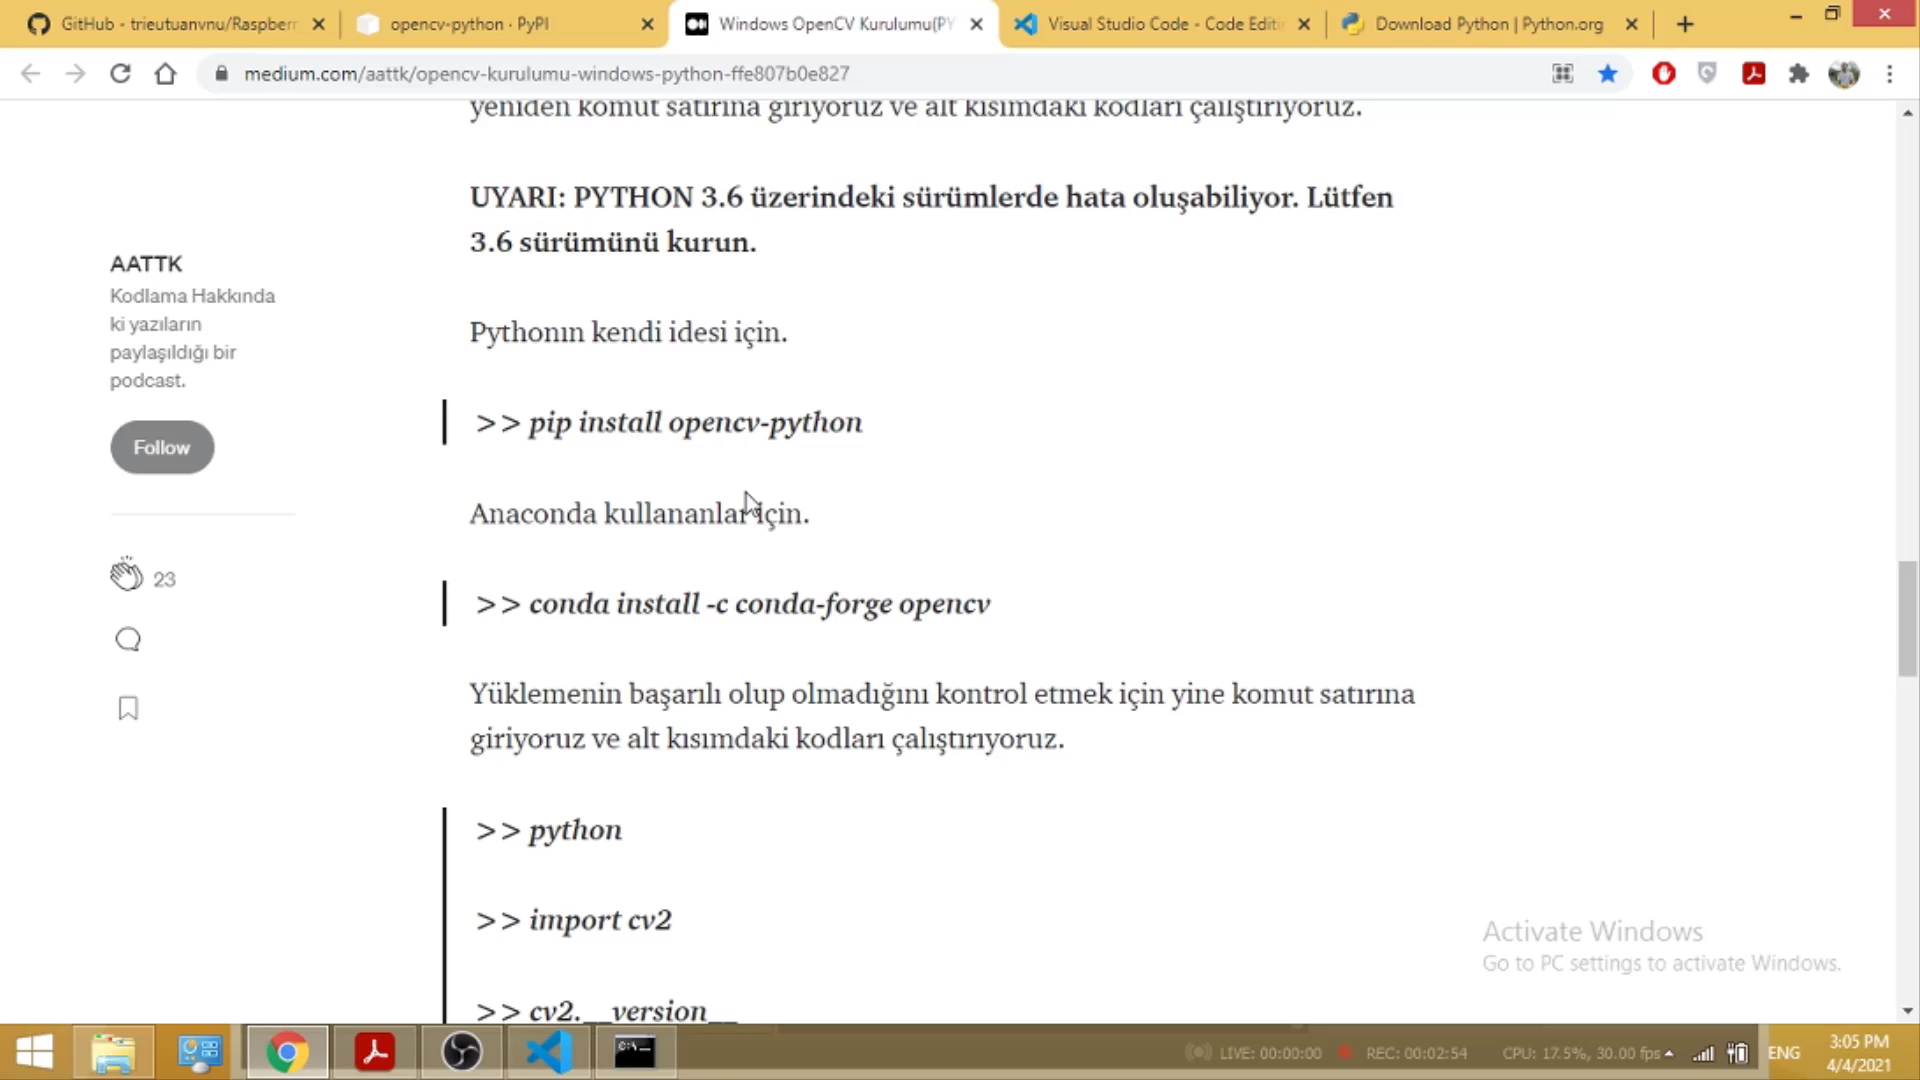 GitHub - trieutuanvnu/Raspberr
opencv-python · PyPI
Windows OpenCV Kurulumu(PY
Visual Studio Code - Code Editi
Download Python | Python.org
medium.com/aattk/opencv-kurulumu-windows-python-ffe807b0e827
yeniden komut satırına giriyoruz ve alt kısımdaki kodları çalıştırıyoruz.
UYARI: PYTHON 3.6 üzerindeki sürümlerde hata oluşabiliyor. Lütfen
3.6 sürümünü kurun.
AATTK
Kodlama Hakkında
ki yazıların
paylaşıldığı bir
podcast.
Follow
23
Pythonın kendi idesi için.
>> pip install opencv-python
Anaconda kullananlar için.
>> conda install -c conda-forge opencv
Yüklemenin başarılı olup olmadığını kontrol etmek için yine komut satırına
giriyoruz ve alt kısımdaki kodları çalıştırıyoruz.
>> python
>> import cv2
>> cv2.__version__
Activate Windows
Go to PC settings to activate Windows.
LIVE: 00:00:00
REC: 00:02:54
CPU: 17.5%, 30.00 fps
ENG
3:05 PM
4/4/2021